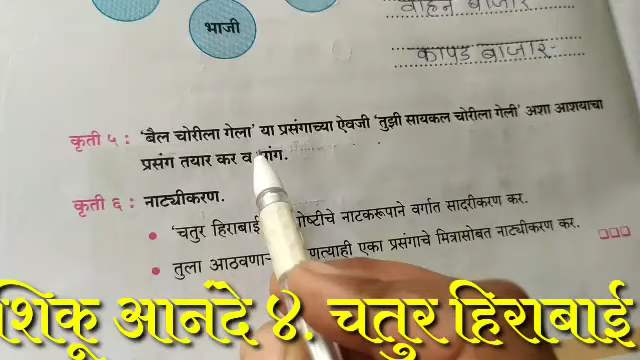 वाहन बाजार
भाजी
कापड बाजार
कृती ५ : 'बैल चोरीला गेला' या प्रसंगाच्या ऐवजी 'तुझी सायकल चोरीला गेली' अशा आशयाचा
प्रसंग तयार कर व
कृती ६ : नाट्यीकरण.
• 'चतुर हिराबाई नाटकरूपाने वर्गात सादरीकरण कर.
• तुला एका प्रसंगाचे मित्रासोबत नाट्यीकरण कर.
आनंदे ४. चतुर हिराबाई